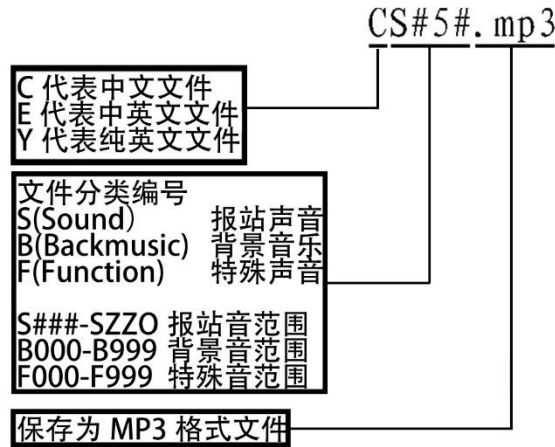 CS#5#.mp3
C 代表中文文件
E 代表中英文文件
Y 代表纯英文文件
文件分类编号
S(Sound) 报站声音
B(Backmusic) 背景音乐
F(Function) 特殊声音
S###-SZZO 报站音范围
B000-B999 背景音范围
F000-F999 特殊音范围
保存为 MP3 格式文件